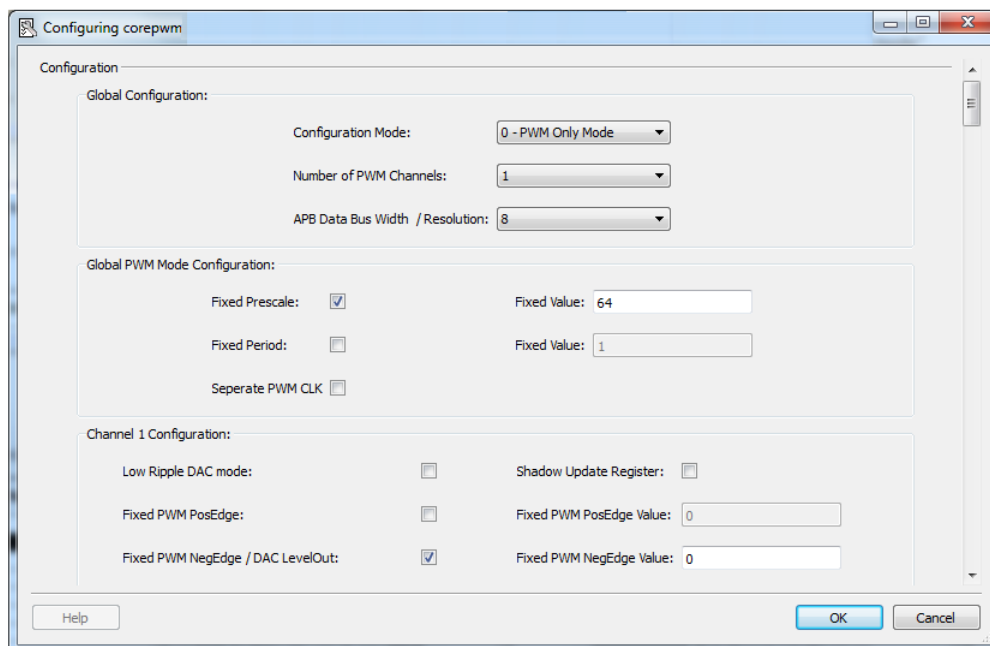 Configuring corepwm
Configuration
Global Configuration:
Configuration Mode: 0 - PWM Only Mode
Number of PWM Channels: 1
APB Data Bus Width / Resolution: 8
Global PWM Mode Configuration:
Fixed Prescale: Fixed Value: 64
Fixed Period: Fixed Value: 1
Seperate PWM CLK
Channel 1 Configuration:
Low Ripple DAC mode: Shadow Update Register:
Fixed PWM PosEdge: Fixed PWM PosEdge Value: 0
Fixed PWM NegEdge / DAC LevelOut: Fixed PWM NegEdge Value: 0
Help OK Cancel